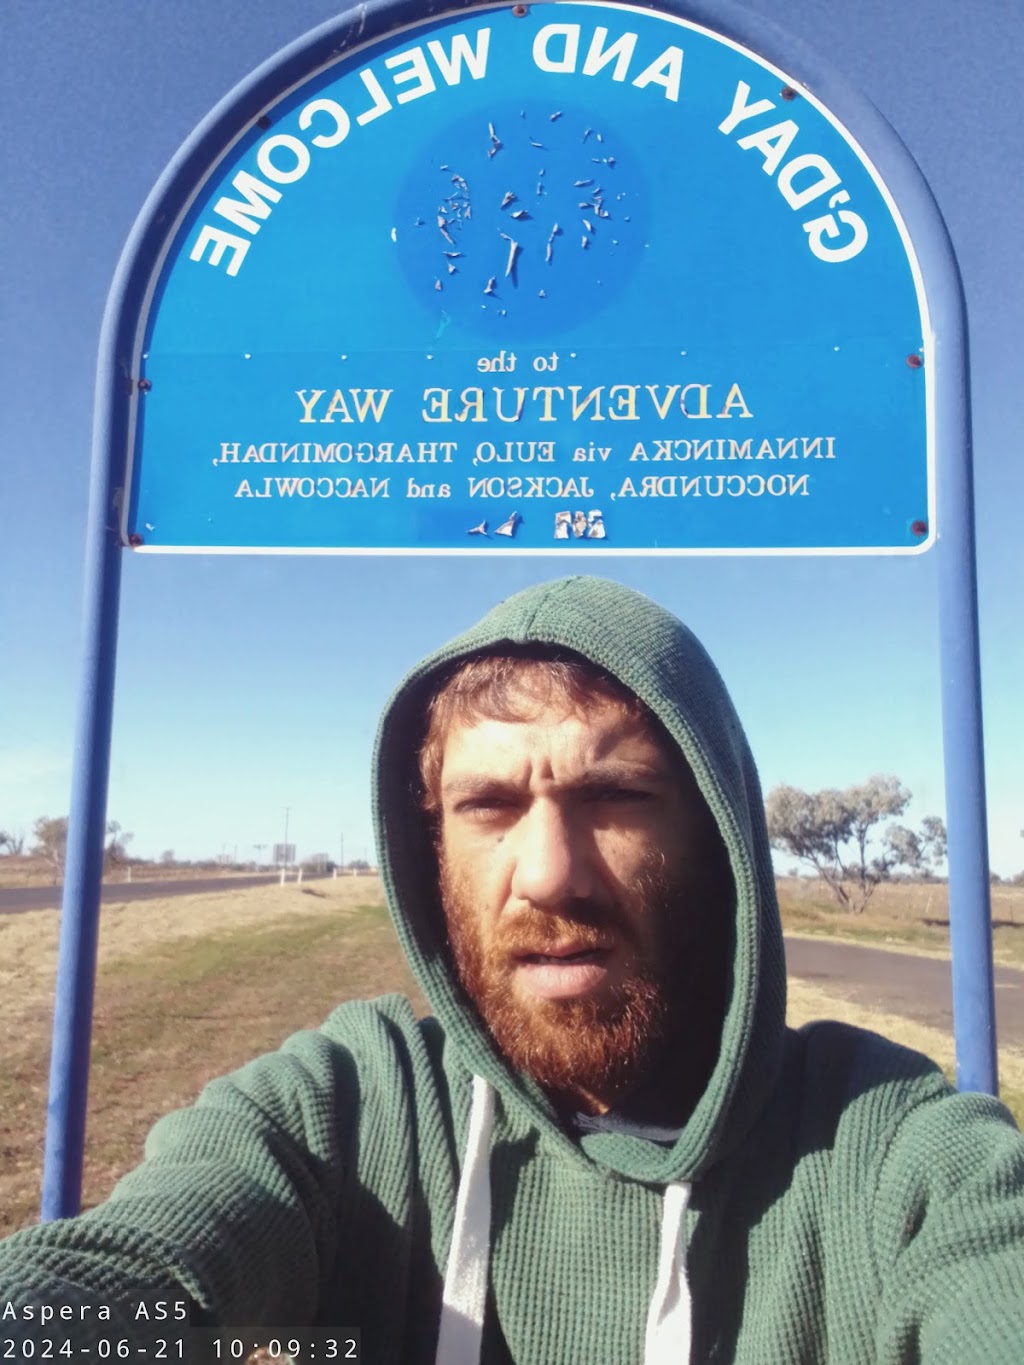 G'DAY AND WELCOME
to the
ADVENTURE WAY
INNAMINCKA via EULO, THARGOMINDAH,
NOCCUNDRA, JACKSON and NACCOWLA
Aspera AS5
2024-06-21 10:09:32